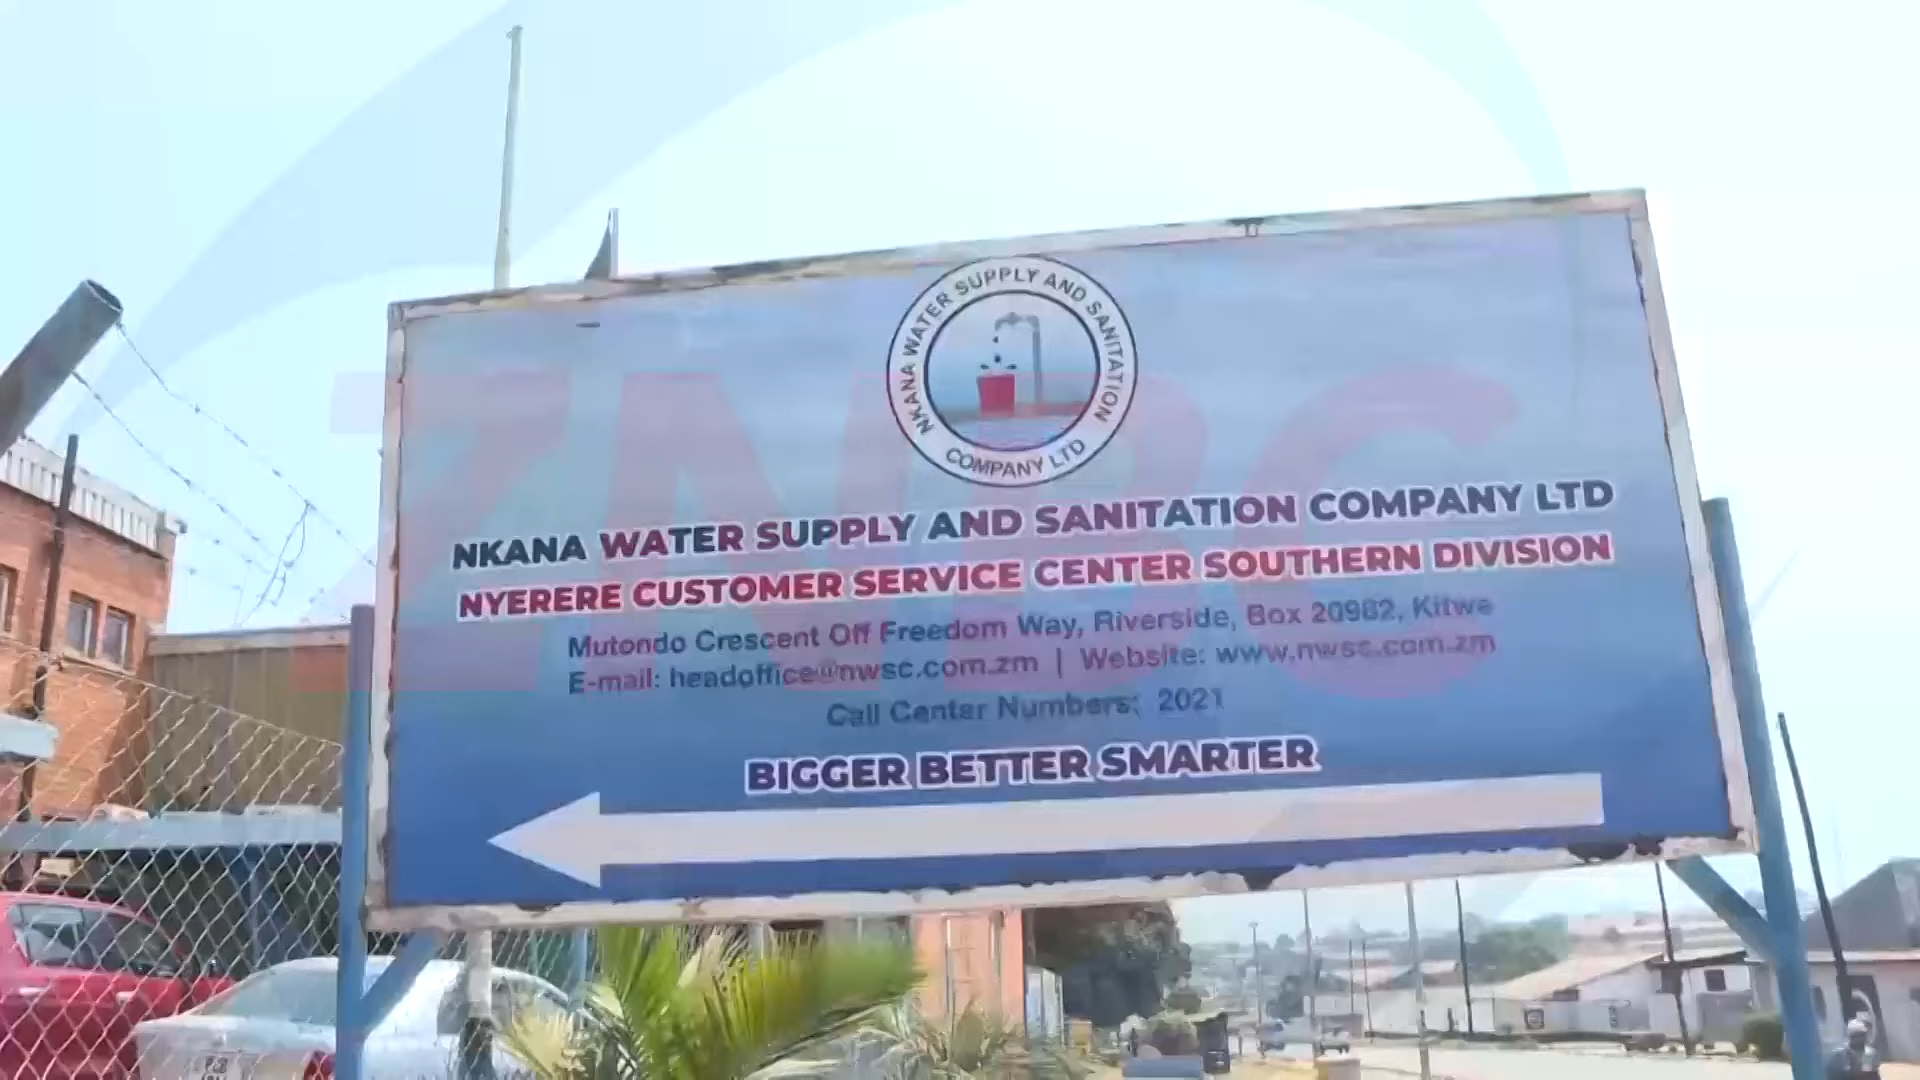 NKANA WATER SUPPLY AND SANITATION
COMPANY LTD
ZNBC
NKANA WATER SUPPLY AND SANITATION COMPANY LTD
NYERERE CUSTOMER SERVICE CENTER SOUTHERN DIVISION
Mutondo Crescent Off Freedom Way, Riverside, Box 20982, Kitwe
E-mail: headoffice@nwsc.com.zm | Website: www.nwsc.com.zm
Call Center Numbers: 2021
BIGGER BETTER SMARTER